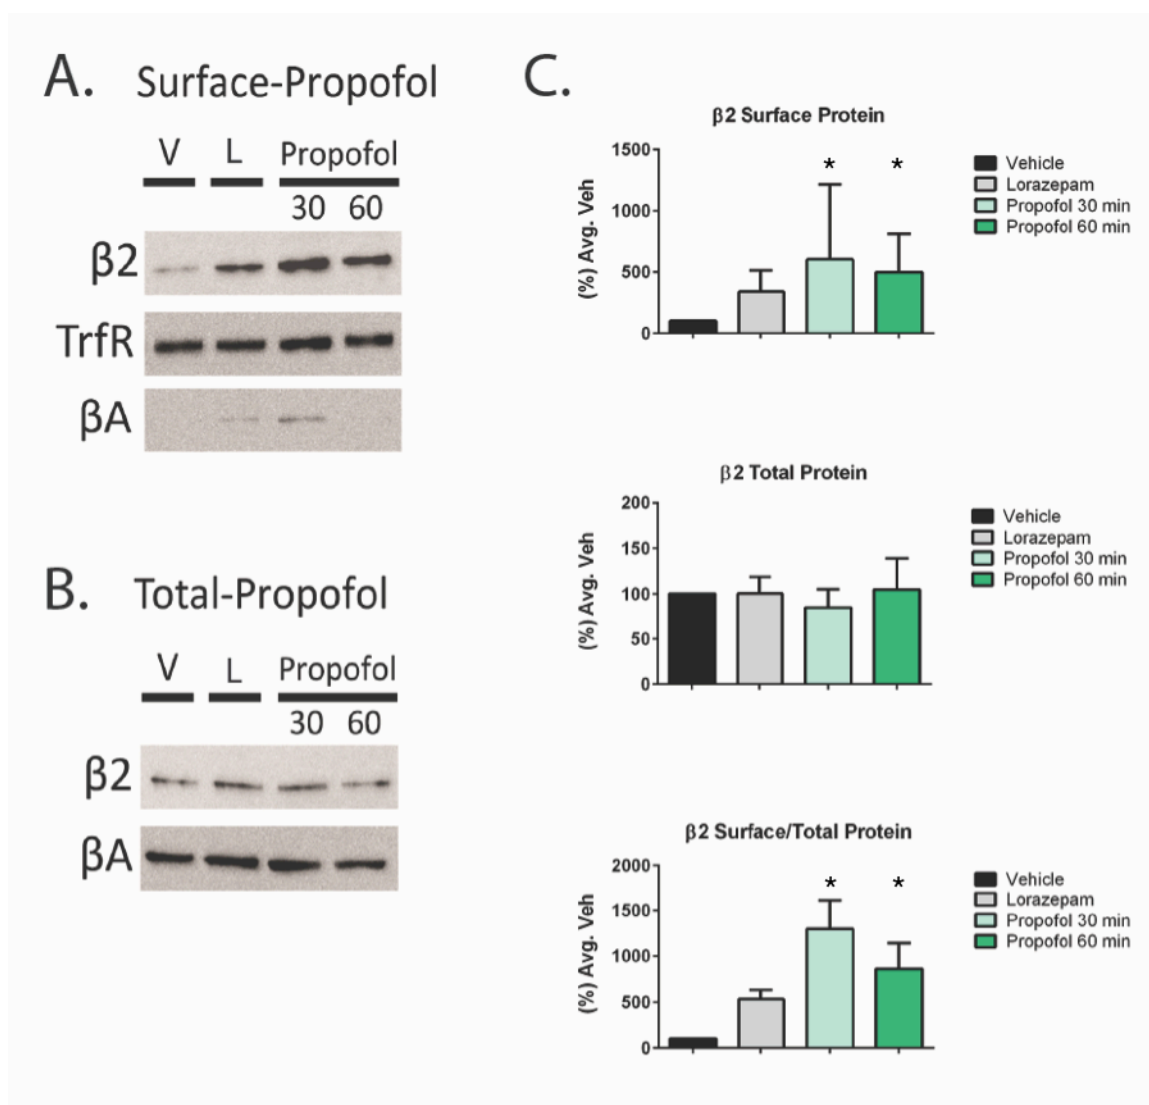 A. Surface-Propofol
V L Propofol
30 60
β2
TrfR
βA
B. Total-Propofol
V L Propofol
30 60
β2
βA
C.
β2 Surface Protein
(%) Avg. Veh
1500
1000
500
0
* *
Vehicle
Lorazepam
Propofol 30 min
Propofol 60 min
β2 Total Protein
(%) Avg. Veh
200
150
100
50
0
Vehicle
Lorazepam
Propofol 30 min
Propofol 60 min
β2 Surface/Total Protein
(%) Avg. Veh
2000
1500
1000
500
0
* *
Vehicle
Lorazepam
Propofol 30 min
Propofol 60 min